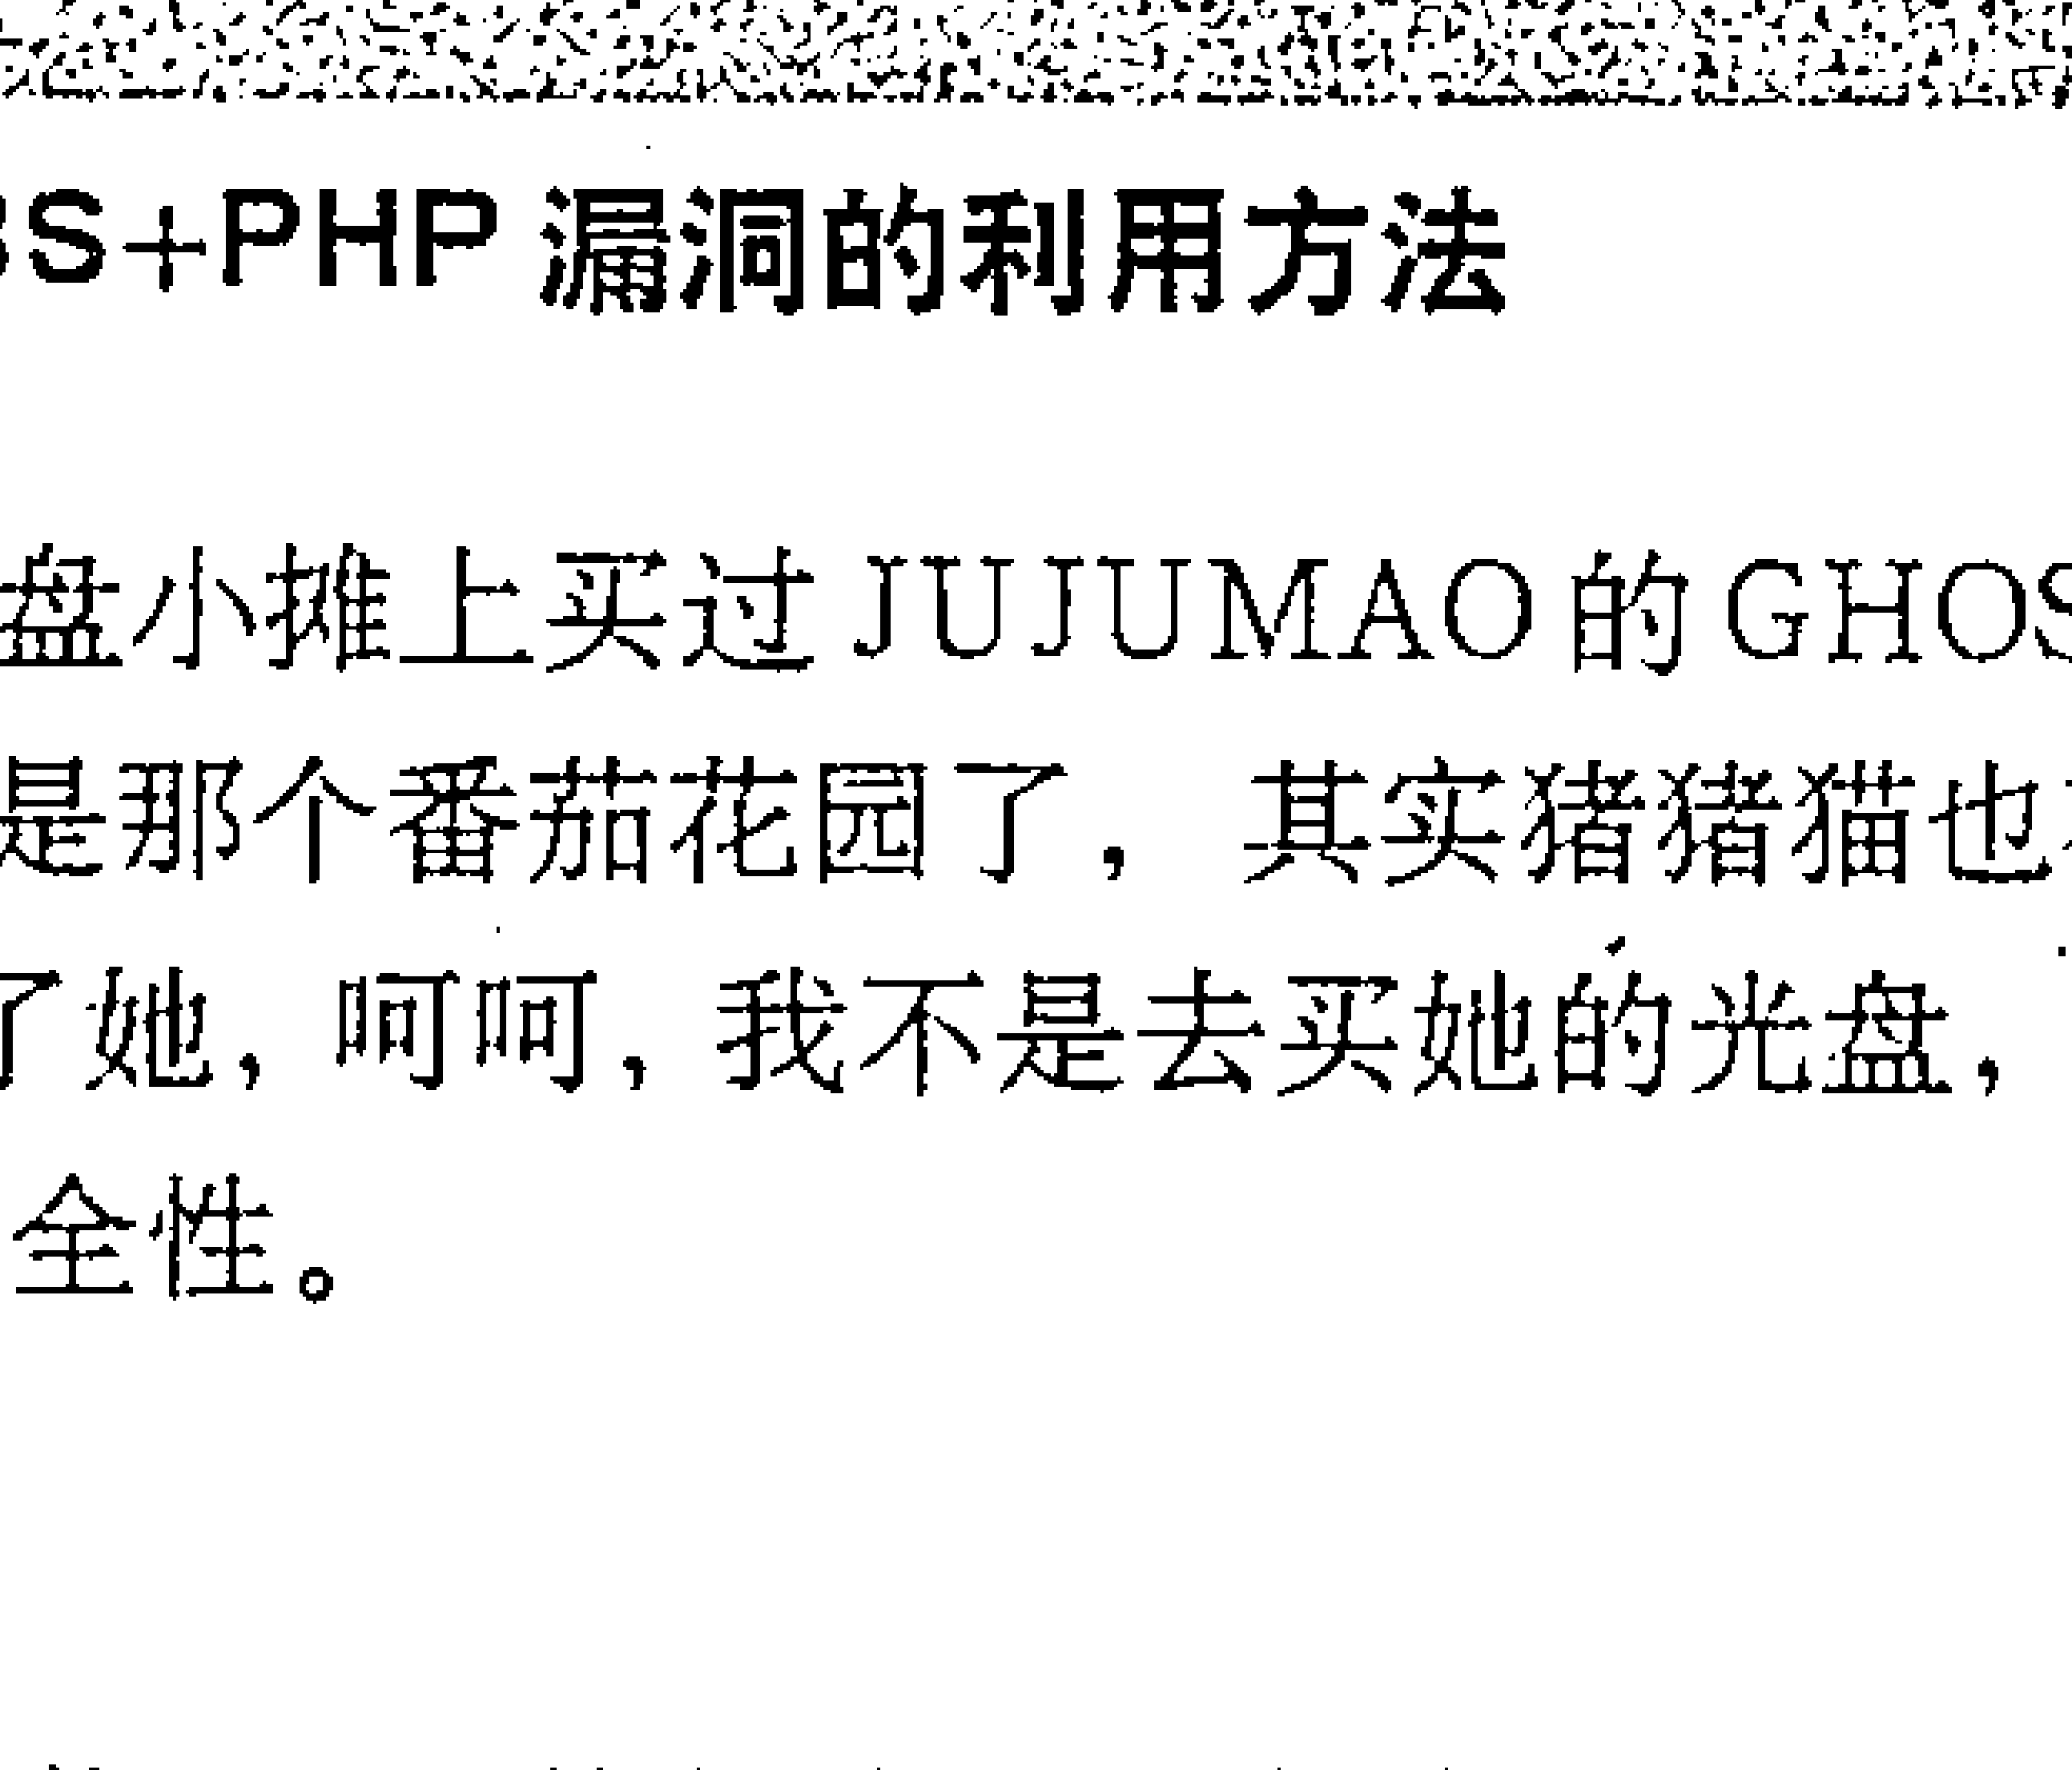 S+PHP 漏洞的利用方法
盘小摊上买过 JUJUMAO 的 GHOS
是那个番茄花园了，其实猪猪猫也
了她，呵呵，我不是去买她的光盘，
全性。